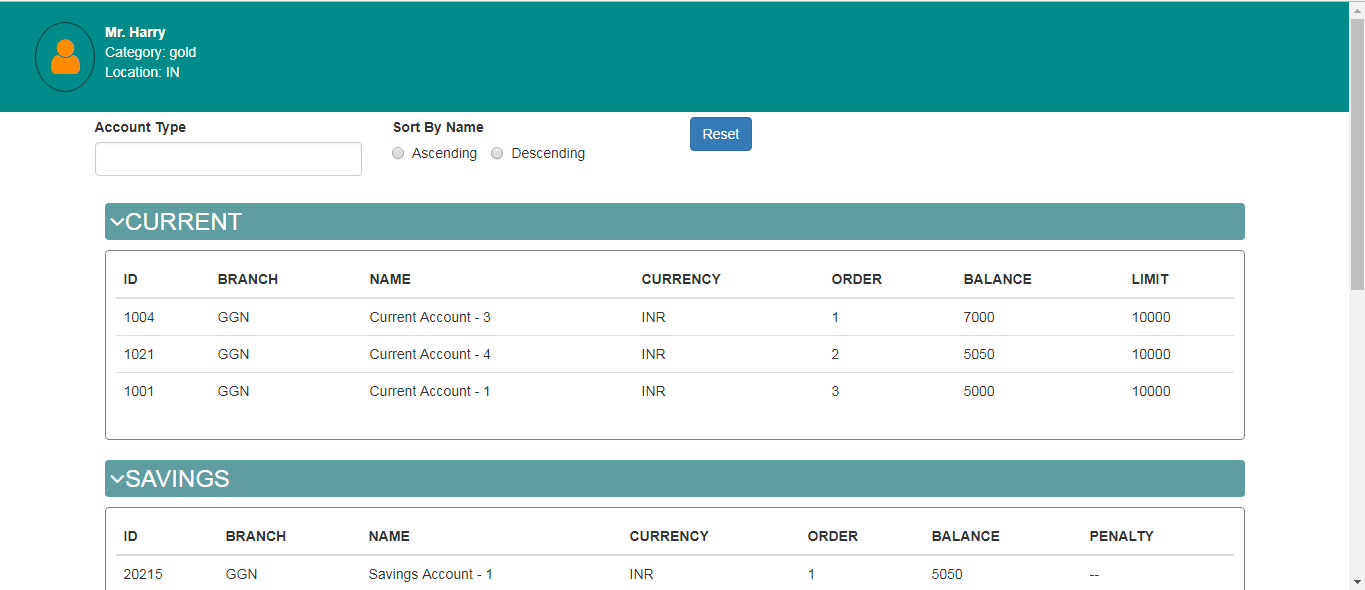 Mr. Harry
Category: gold
Location: IN
Account Type Sort By Name Reset
Ascending Descending
CURRENT
ID BRANCH NAME CURRENCY ORDER BALANCE LIMIT
1004 GGN Current Account - 3 INR 1 7000 10000
1021 GGN Current Account - 4 INR 2 5050 10000
1001 GGN Current Account - 1 INR 3 5000 10000
SAVINGS
ID BRANCH NAME CURRENCY ORDER BALANCE PENALTY
20215 GGN Savings Account - 1 INR 1 5050 --